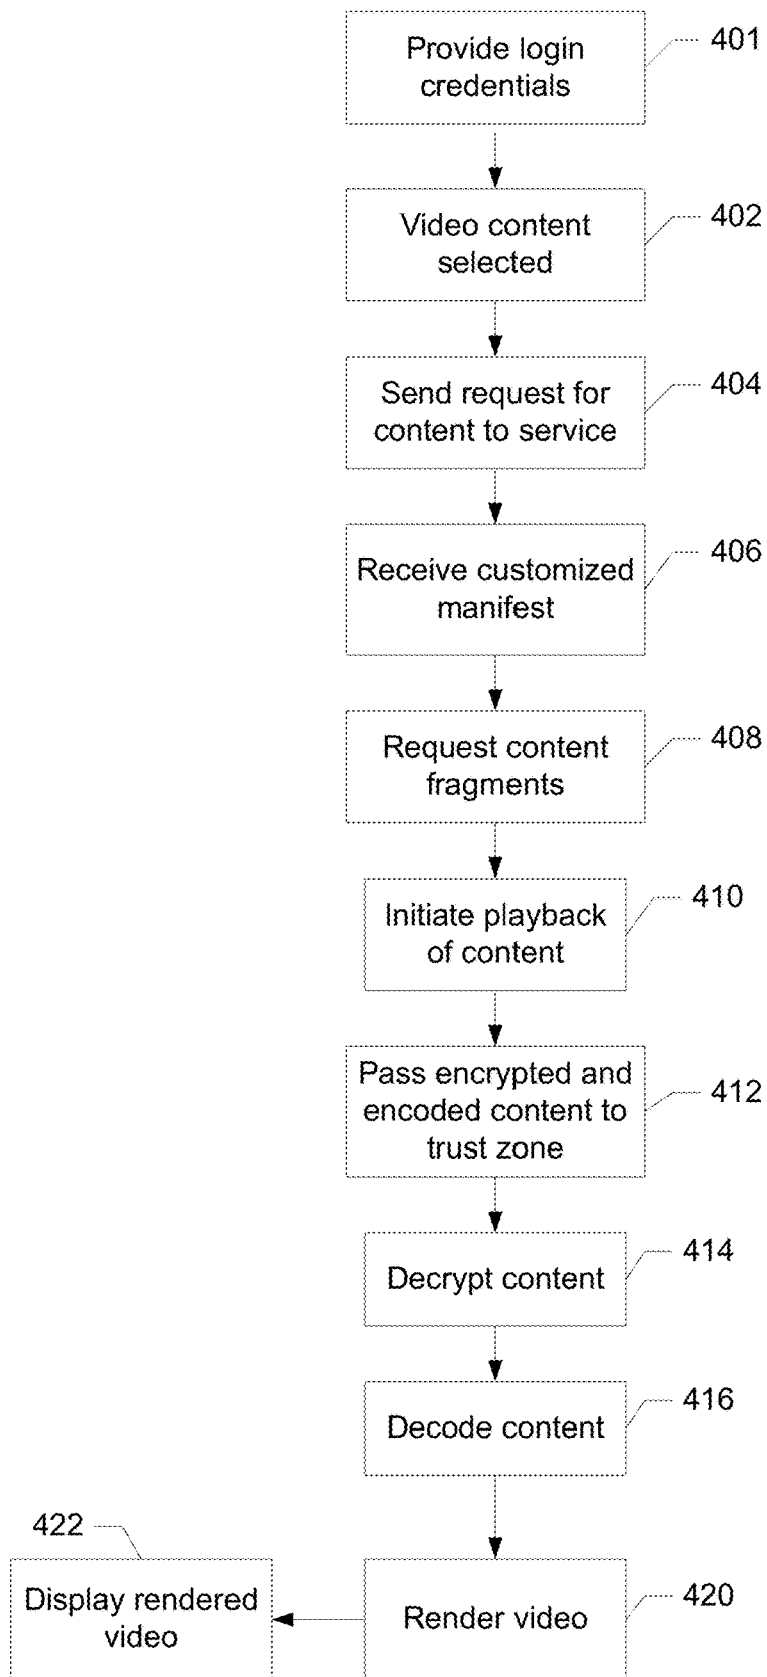 Provide login
credentials
401
Video content
selected
402
Send request for
content to service
404
Receive customized
manifest
406
Request content
fragments
408
Initiate playback
of content
410
Pass encrypted and
encoded content to
trust zone
412
Decrypt content
414
Decode content
416
Render video
420
422
Display rendered
video